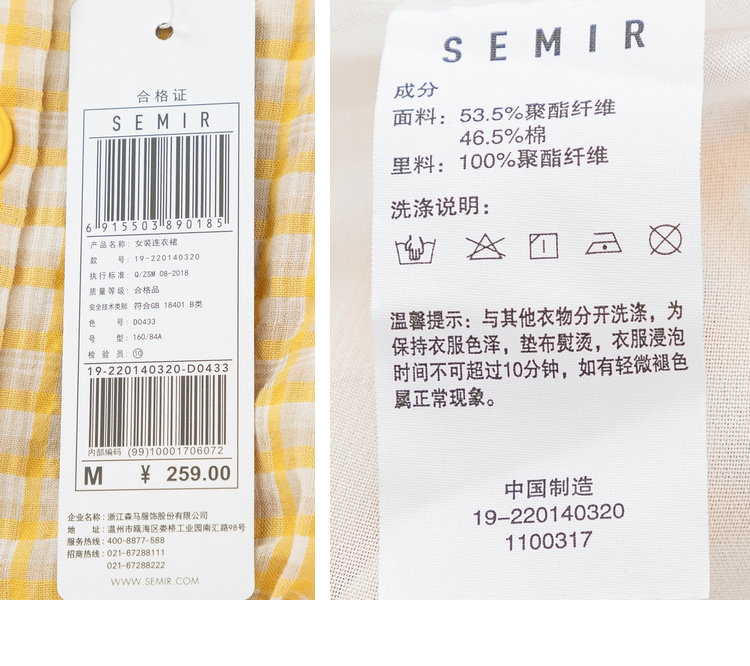 合格证
SEMIR
6 915503 890185
产品名称: 女装连衣裙
款 号: 19-220140320
执行标准: Q/ZSM 08-2018
质量等级: 合格品
安全技术类别: 符合GB 18401 B类
色 号: D0433
号 型: 160/84A
检 验 员: ⑩
19-220140320-D0433
内部编码 (99)10001706072
M ¥ 259.00
企业名称: 浙江森马服饰股份有限公司
地 址: 温州市瓯海区娄桥工业园南汇路98号
服务热线: 400-8877-588
招商热线: 021-67288111
021-67288222
WWW.SEMIR.COM
SEMIR
成分
面料: 53.5%聚酯纤维
46.5%棉
里料: 100%聚酯纤维
洗涤说明:
温馨提示: 与其他衣物分开洗涤, 为
保持衣服色泽, 垫布熨烫, 衣服浸泡
时间不可超过10分钟, 如有轻微褪色
属正常现象。
中国制造
19-220140320
1100317